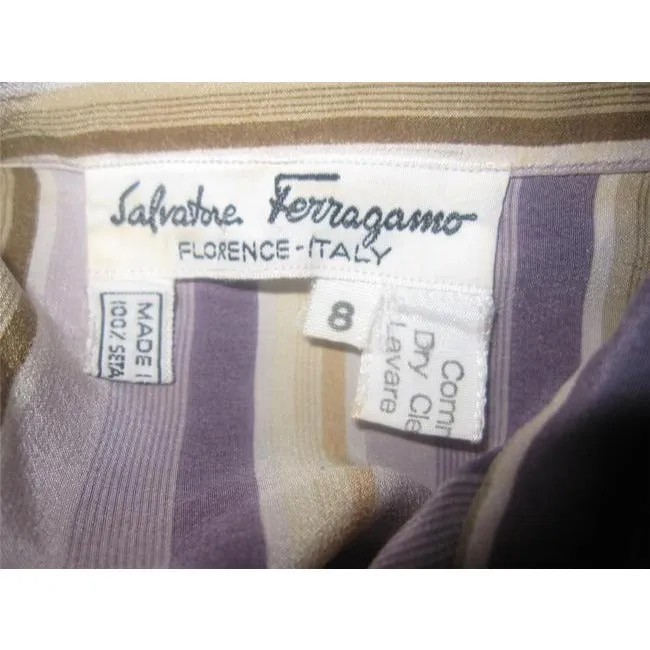 Salvatore Ferragamo
FLORENCE - ITALY
MADE I
100% SETA
8
Comm
Dry Cle
Lavare